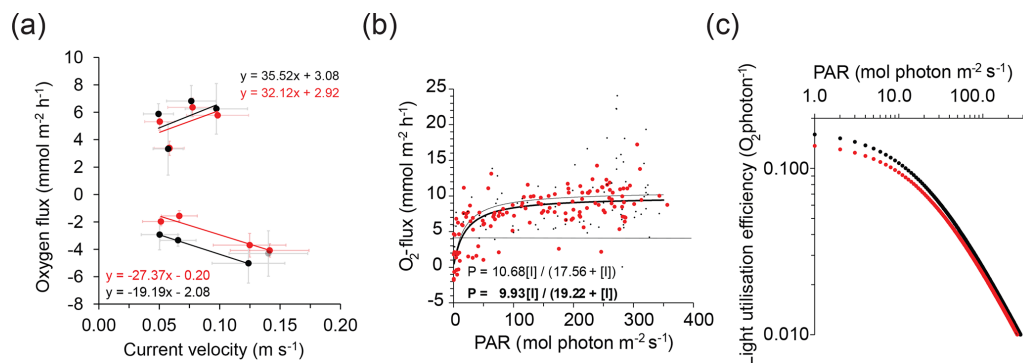 (a)
Oxygen flux (mmol m-2 h-1)
10
8
6
4
2
0
-2
-4
-6
-8
y = 35.52x + 3.08
y = 32.12x + 2.92
y = -27.37x - 0.20
y = -19.19x - 2.08
0.00 0.05 0.10 0.15 0.20
Current velocity (m s-1)
(b)
O2-flux (mmol m-2 h-1)
25
20
15
10
5
0
-5
P = 10.68[I] / (17.56 + [I])
P = 9.93[I] / (19.22 + [I])
0 100 200 300 400
PAR (mol photon m-2 s-1)
(c)
PAR (mol photon m-2 s-1)
1.0 10.0 100.0
-ight utilisation efficiency (O2photon-1)
0.100
0.010